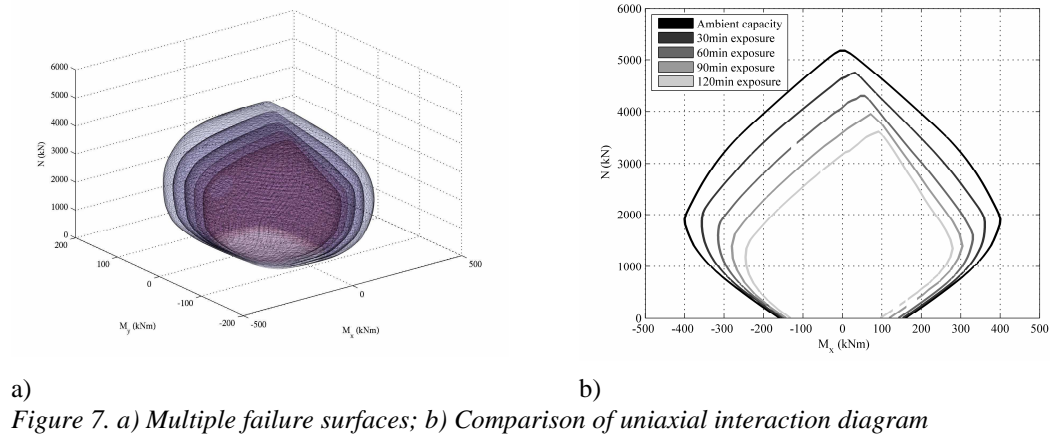 6000
5000
4000
3000
2000
1000
0
N (kN)
200
100
0
-100
-200
M_y (kNm)
-500
0
500
M_x (kNm)
6000
5000
4000
3000
2000
1000
0
N (kN)
Ambient capacity
30min exposure
60min exposure
90min exposure
120min exposure
-500 -400 -300 -200 -100 0 100 200 300 400 500
M_x (kNm)
a) b)
Figure 7. a) Multiple failure surfaces; b) Comparison of uniaxial interaction diagram